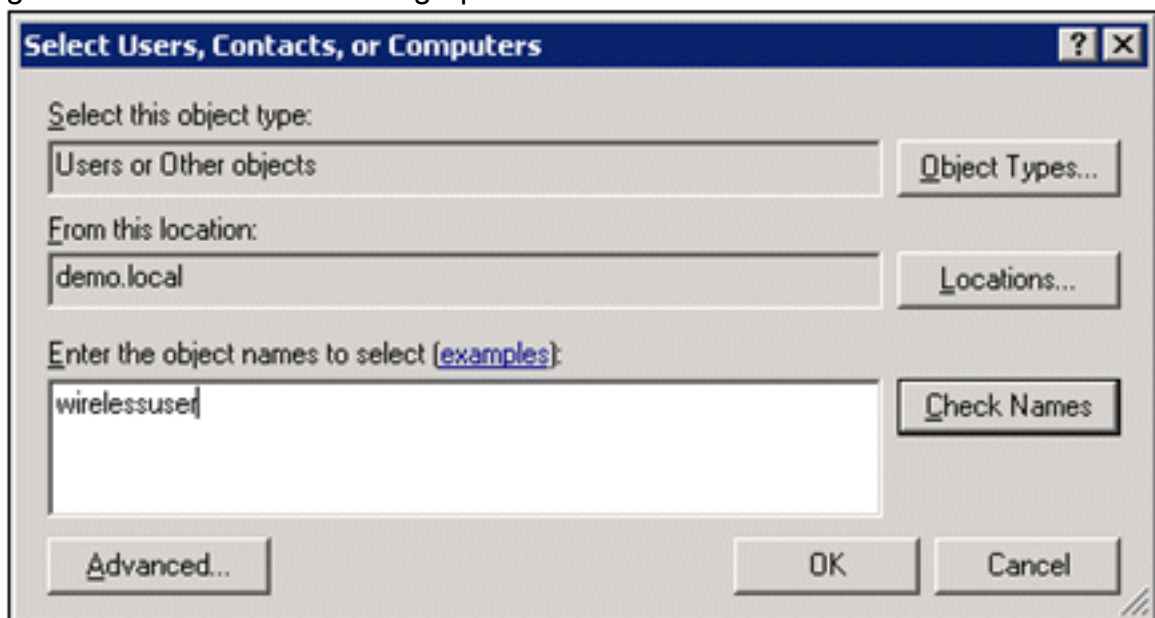 Select Users, Contacts, or Computers
Select this object type:
Users or Other objects
Object Types...
From this location:
demo.local
Locations...
Enter the object names to select (examples):
wirelessuser
Check Names
Advanced...
OK
Cancel